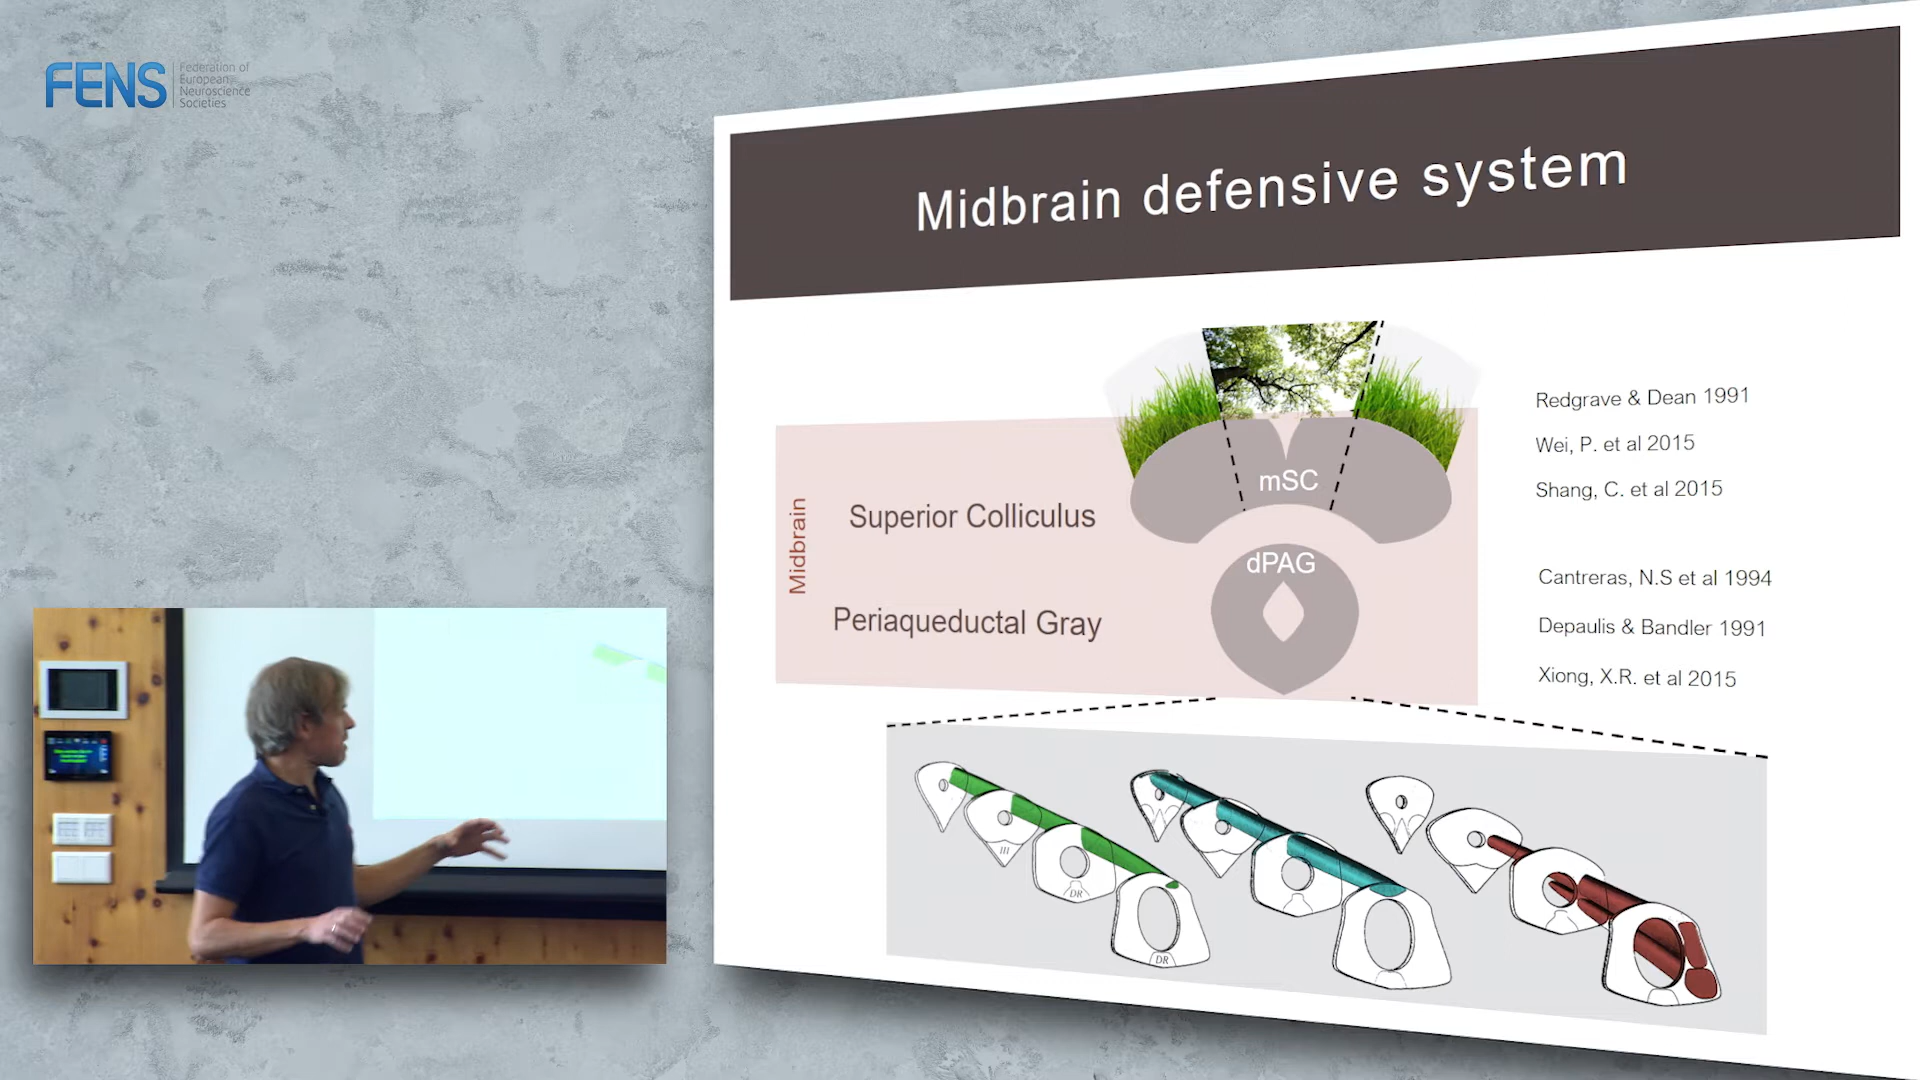 FENS
Federation of
European
Neuroscience
Societies
Midbrain defensive system
Midbrain
Superior Colliculus
Periaqueductal Gray
mSC
dPAG
Redgrave & Dean 1991
Wei, P. et al 2015
Shang, C. et al 2015
Cantreras, N.S et al 1994
Depaulis & Bandler 1991
Xiong, X.R. et al 2015
III
DR
DR